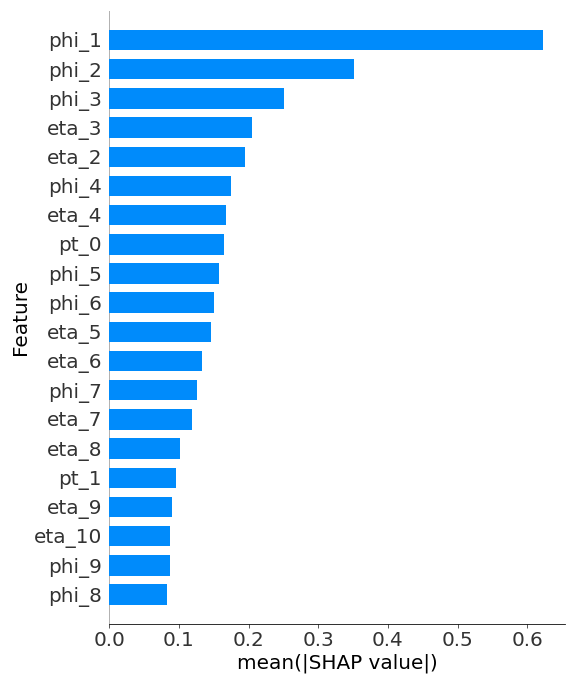 phi_1
phi_2
phi_3
eta_3
eta_2
phi_4
eta_4
pt_0
phi_5
phi_6
eta_5
eta_6
phi_7
eta_7
eta_8
pt_1
eta_9
eta_10
phi_9
phi_8
Feature
0.0 0.1 0.2 0.3 0.4 0.5 0.6
mean(|SHAP value|)